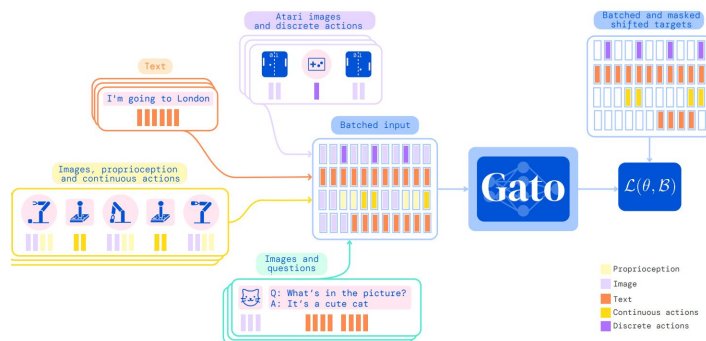 Atari images
and discrete actions
Batched and masked
shifted targets
Text
I'm going to London
Batched input
Images, proprioception
and continuous actions
Gato
L(θ, B)
Images and
questions
Q: What's in the picture?
A: It's a cute cat
Proprioception
Image
Text
Continuous actions
Discrete actions